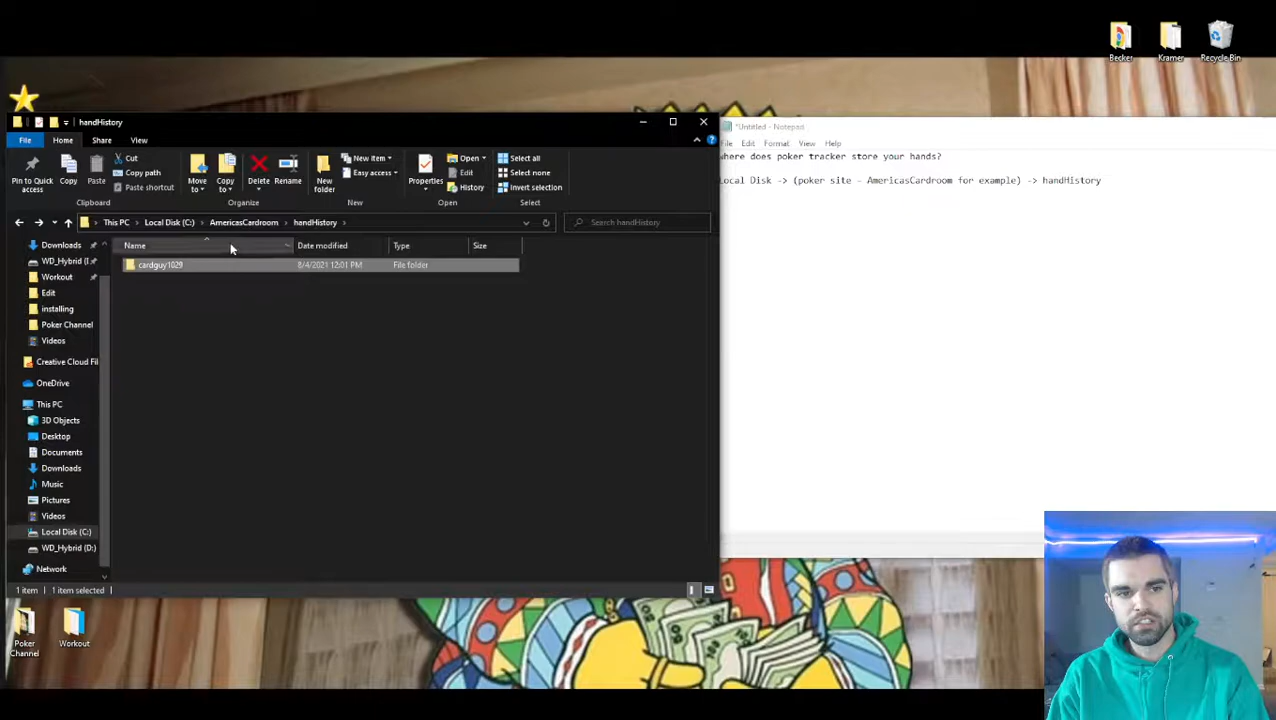 Becker
Kramer
Recycle Bin
handHistory
File
Home
Share
View
Pin to Quick access
Copy
Paste
Cut
Copy path
Paste shortcut
Clipboard
Move to
Copy to
Delete
Rename
Organize
New folder
New item
Easy access
New
Properties
Open
Edit
History
Open
Select all
Select none
Invert selection
Select
This PC > Local Disk (C:) > AmericasCardroom > handHistory >
Search handHistory
Name
Date modified
Type
Size
cardguy1029
8/4/2021 12:01 PM
File folder
Downloads
WD_Hybrid (I
Workout
Edit
installing
Poker Channel
Videos
Creative Cloud Fil
OneDrive
This PC
3D Objects
Desktop
Documents
Downloads
Music
Pictures
Videos
Local Disk (C:)
WD_Hybrid (D:)
Network
1 item
1 item selected
*Untitled - Notepad
File
Edit
Format
View
Help
where does poker tracker store your hands?
Local Disk -> (poker site - AmericasCardroom for example) -> handHistory
Poker Channel
Workout